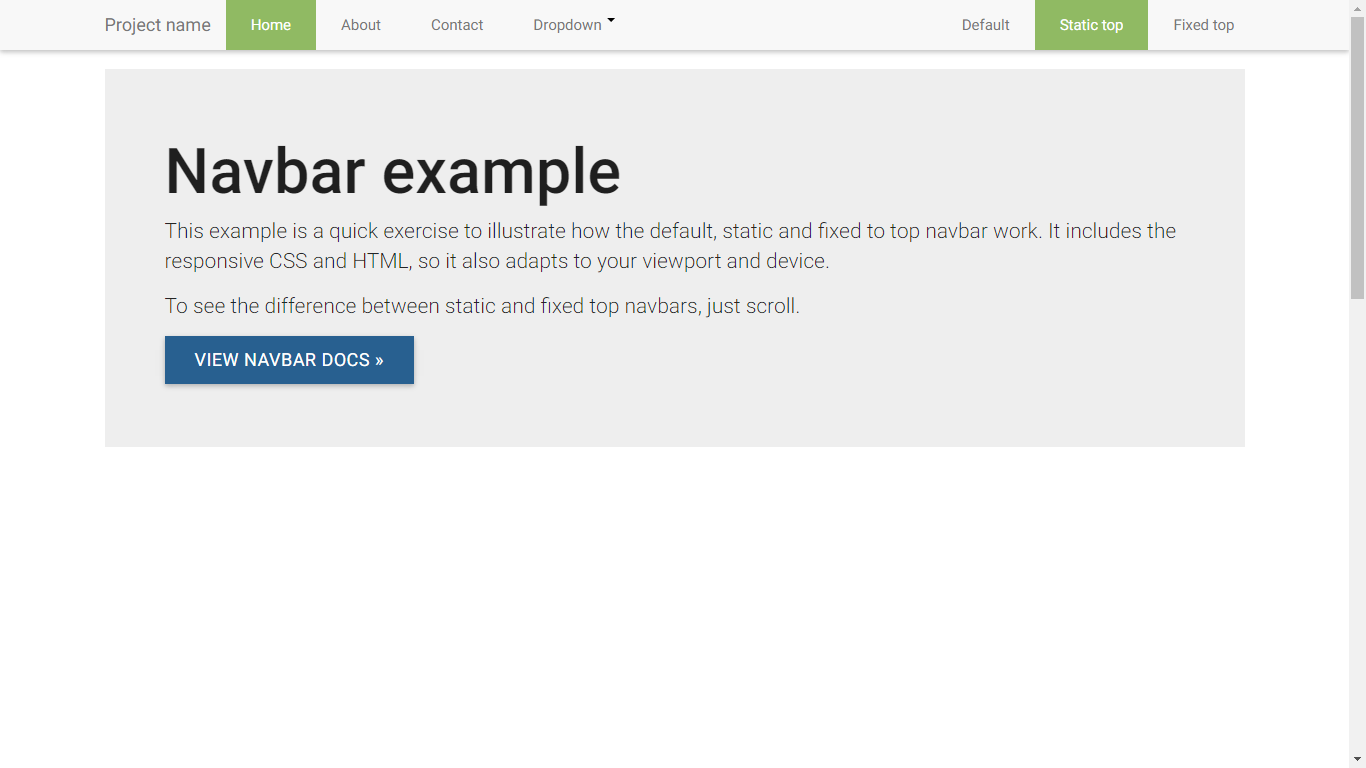 Project name Home About Contact Dropdown Default Static top Fixed top
Navbar example
This example is a quick exercise to illustrate how the default, static and fixed to top navbar work. It includes the
responsive CSS and HTML, so it also adapts to your viewport and device.
To see the difference between static and fixed top navbars, just scroll.
VIEW NAVBAR DOCS »